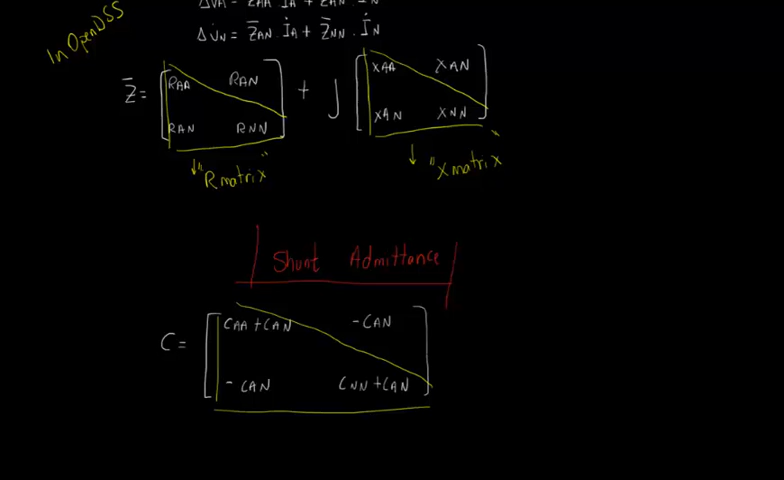 ΔV̇A = Z̄AA . İA + Z̄AN . İN
In OpenDSS
ΔV̇N = Z̄AN . İA + Z̄NN . İN
Z̄ = [ RAA RAN + j [ XAA XAN
RAN RNN ] XAN XNN ]
↓ "Rmatrix" ↓ "Xmatrix"
Shunt Admittance
C = [ CAA + CAN - CAN
- CAN CNN + CAN ]